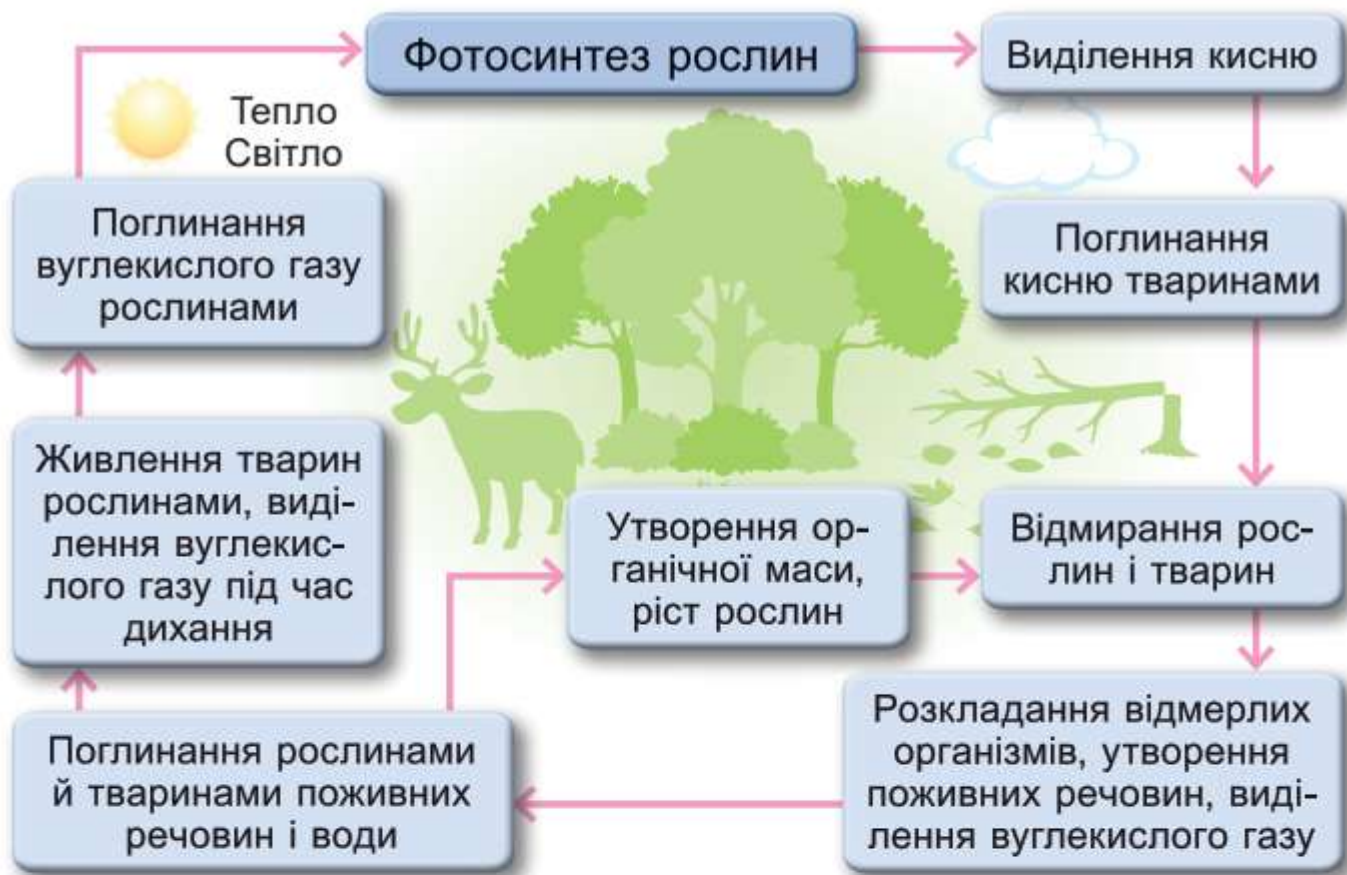 Фотосинтез рослин
Виділення кисню
Тепло
Світло
Поглинання
вуглекислого газу
рослинами
Поглинання
кисню тваринами
Живлення тварин
рослинами, виді-
лення вуглекис-
лого газу під час
дихання
Утворення ор-
ганічної маси,
ріст рослин
Відмирання рос-
лин і тварин
Поглинання рослинами
й тваринами поживних
речовин і води
Розкладання відмерлих
організмів, утворення
поживних речовин, виді-
лення вуглекислого газу